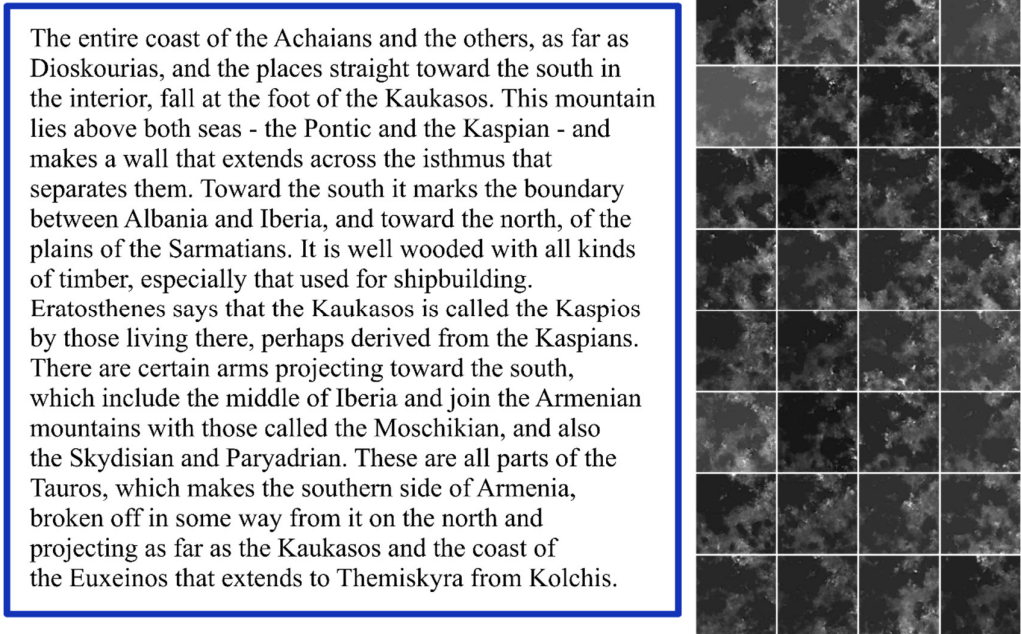 The entire coast of the Achaians and the others, as far as
Dioskourias, and the places straight toward the south in
the interior, fall at the foot of the Kaukasos. This mountain
lies above both seas - the Pontic and the Kaspian - and
makes a wall that extends across the isthmus that
separates them. Toward the south it marks the boundary
between Albania and Iberia, and toward the north, of the
plains of the Sarmatians. It is well wooded with all kinds
of timber, especially that used for shipbuilding.
Eratosthenes says that the Kaukasos is called the Kaspios
by those living there, perhaps derived from the Kaspians.
There are certain arms projecting toward the south,
which include the middle of Iberia and join the Armenian
mountains with those called the Moschikian, and also
the Skydisian and Paryadrian. These are all parts of the
Tauros, which makes the southern side of Armenia,
broken off in some way from it on the north and
projecting as far as the Kaukasos and the coast of
the Euxeinos that extends to Themiskyra from Kolchis.